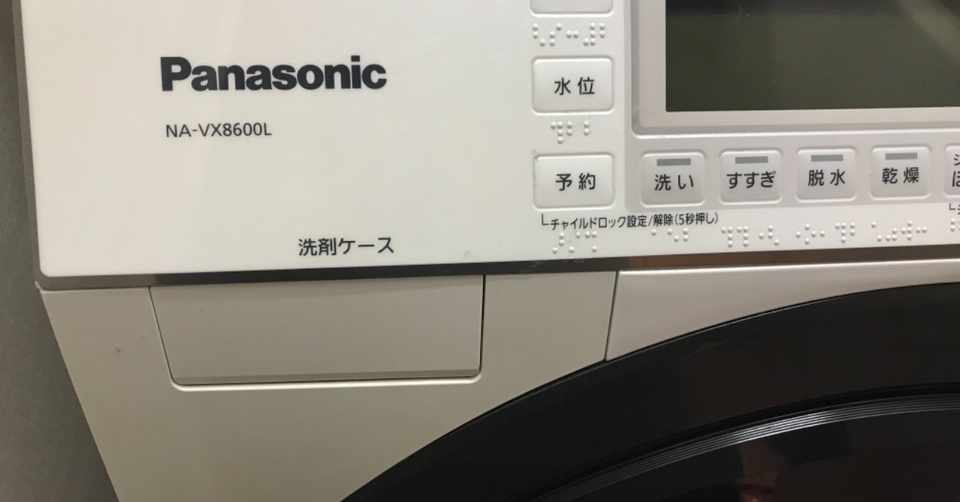 Panasonic
NA-VX8600L
水位
予約
洗い
すすぎ
脱水
乾燥
└チャイルドロック設定/解除(5秒押し)
洗剤ケース